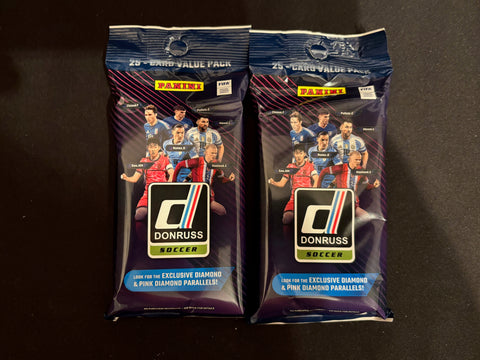 25 - CARD VALUE PACK
PANINI
FIFA
DONRUSS
SOCCER
LOOK FOR THE EXCLUSIVE DIAMOND
& PINK DIAMOND PARALLELS!
25 - CARD VALUE PACK
PANINI
FIFA
DONRUSS
SOCCER
LOOK FOR THE EXCLUSIVE DIAMOND
& PINK DIAMOND PARALLELS!